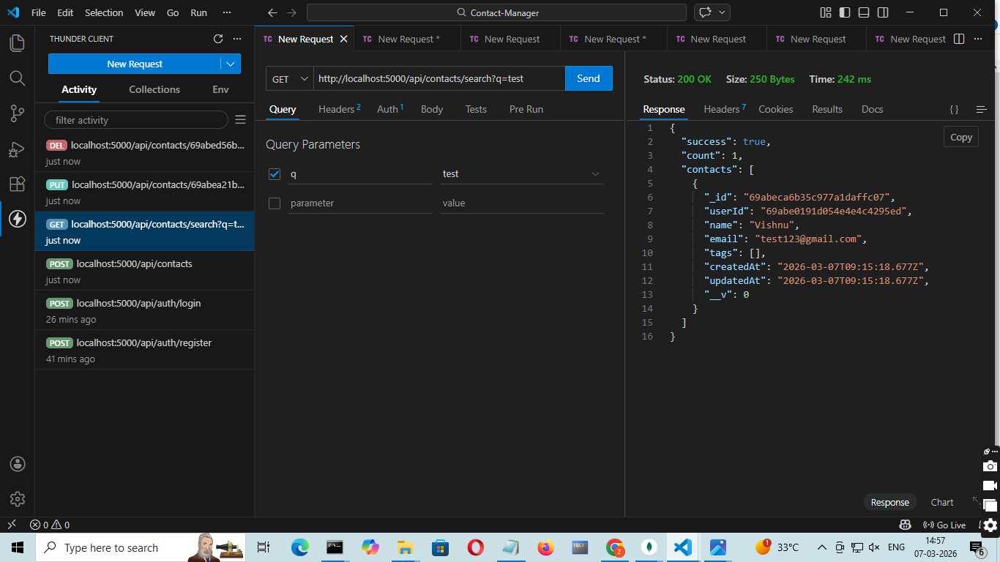 File Edit Selection View Go Run ··· Contact-Manager
THUNDER CLIENT ···
New Request
Activity Collections Env
filter activity
DEL localhost:5000/api/contacts/69abed56b...
just now
PUT localhost:5000/api/contacts/69abea21b...
just now
GET localhost:5000/api/contacts/search?q=t...
just now
POST localhost:5000/api/contacts
just now
POST localhost:5000/api/auth/login
26 mins ago
POST localhost:5000/api/auth/register
41 mins ago
TC New Request TC New Request * TC New Request TC New Request * TC New Request TC New Request TC New Request ···
GET http://localhost:5000/api/contacts/search?q=test Send
Query Headers 2 Auth 1 Body Tests Pre Run
Query Parameters
q test
parameter value
Status: 200 OK Size: 250 Bytes Time: 242 ms
Response Headers 7 Cookies Results Docs { }
Copy
1 {
2 "success": true,
3 "count": 1,
4 "contacts": [
5 {
6 "_id": "69abeca6b35c977a1daffc07",
7 "userId": "69abe0191d054e4e4c4295ed",
8 "name": "Vishnu",
9 "email": "test123@gmail.com",
10 "tags": [],
11 "createdAt": "2026-03-07T09:15:18.677Z",
12 "updatedAt": "2026-03-07T09:15:18.677Z",
13 "__v": 0
14 }
15 ]
16 }
Response Chart
0 0 Go Live
Type here to search SQL Z 1 33°C ENG 14:57
07-03-2026 6